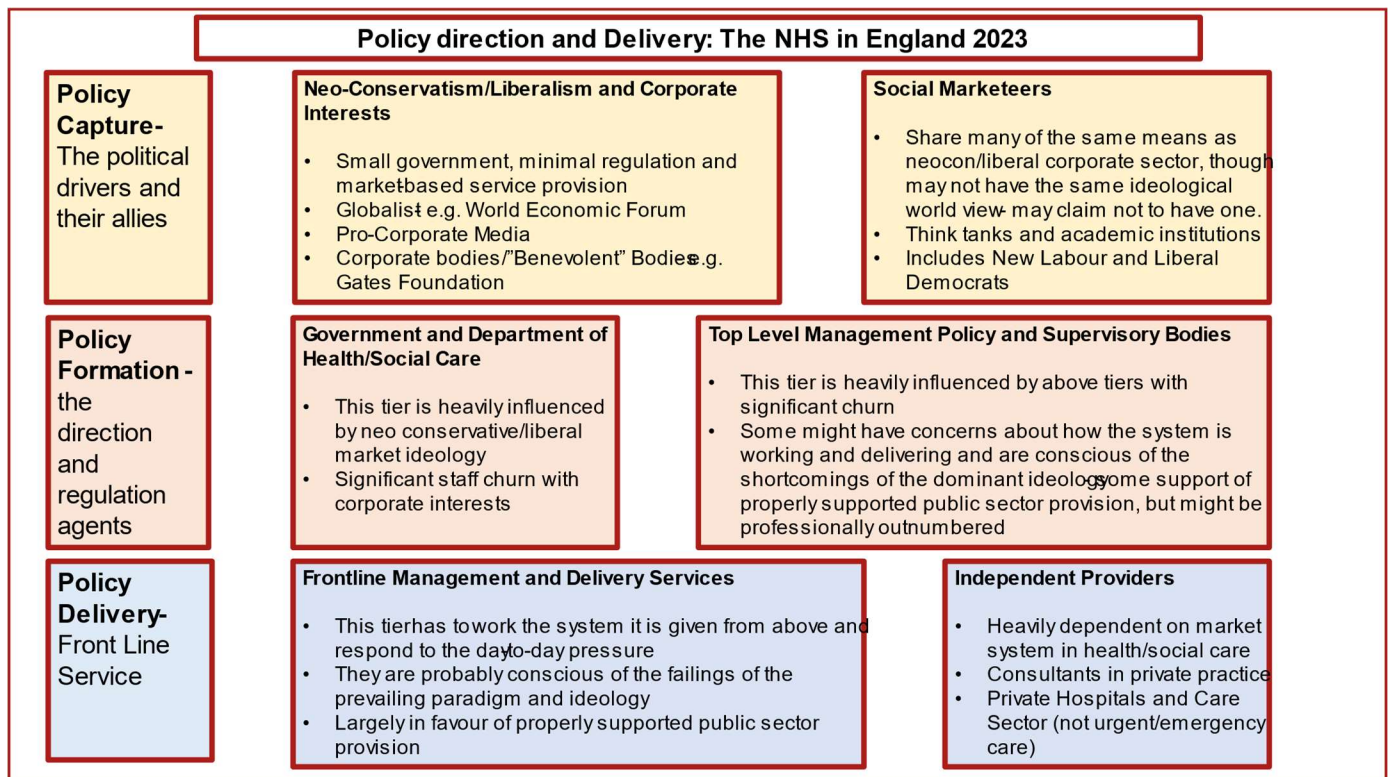 Policy direction and Delivery: The NHS in England 2023
Policy
Capture-
The political
drivers and
their allies
Neo-Conservatism/Liberalism and Corporate
Interests
• Small government, minimal regulation and
market-based service provision
• Globalist- e.g. World Economic Forum
• Pro-Corporate Media
• Corporate bodies/”Benevolent” Bodies- e.g.
Gates Foundation
Social Marketeers
• Share many of the same means as
neocon/liberal corporate sector, though
may not have the same ideological
world view- may claim not to have one.
• Think tanks and academic institutions
• Includes New Labour and Liberal
Democrats
Policy
Formation -
the
direction
and
regulation
agents
Government and Department of
Health/Social Care
• This tier is heavily influenced
by neo conservative/liberal
market ideology
• Significant staff churn with
corporate interests
Top Level Management Policy and Supervisory Bodies
• This tier is heavily influenced by above tiers with
significant churn
• Some might have concerns about how the system is
working and delivering and are conscious of the
shortcomings of the dominant ideology- some support of
properly supported public sector provision, but might be
professionally outnumbered
Policy
Delivery-
Front Line
Service
Frontline Management and Delivery Services
• This tier has to work the system it is given from above and
respond to the day-to-day pressure
• They are probably conscious of the failings of the
prevailing paradigm and ideology
• Largely in favour of properly supported public sector
provision
Independent Providers
• Heavily dependent on market
system in health/social care
• Consultants in private practice
• Private Hospitals and Care
Sector (not urgent/emergency
care)